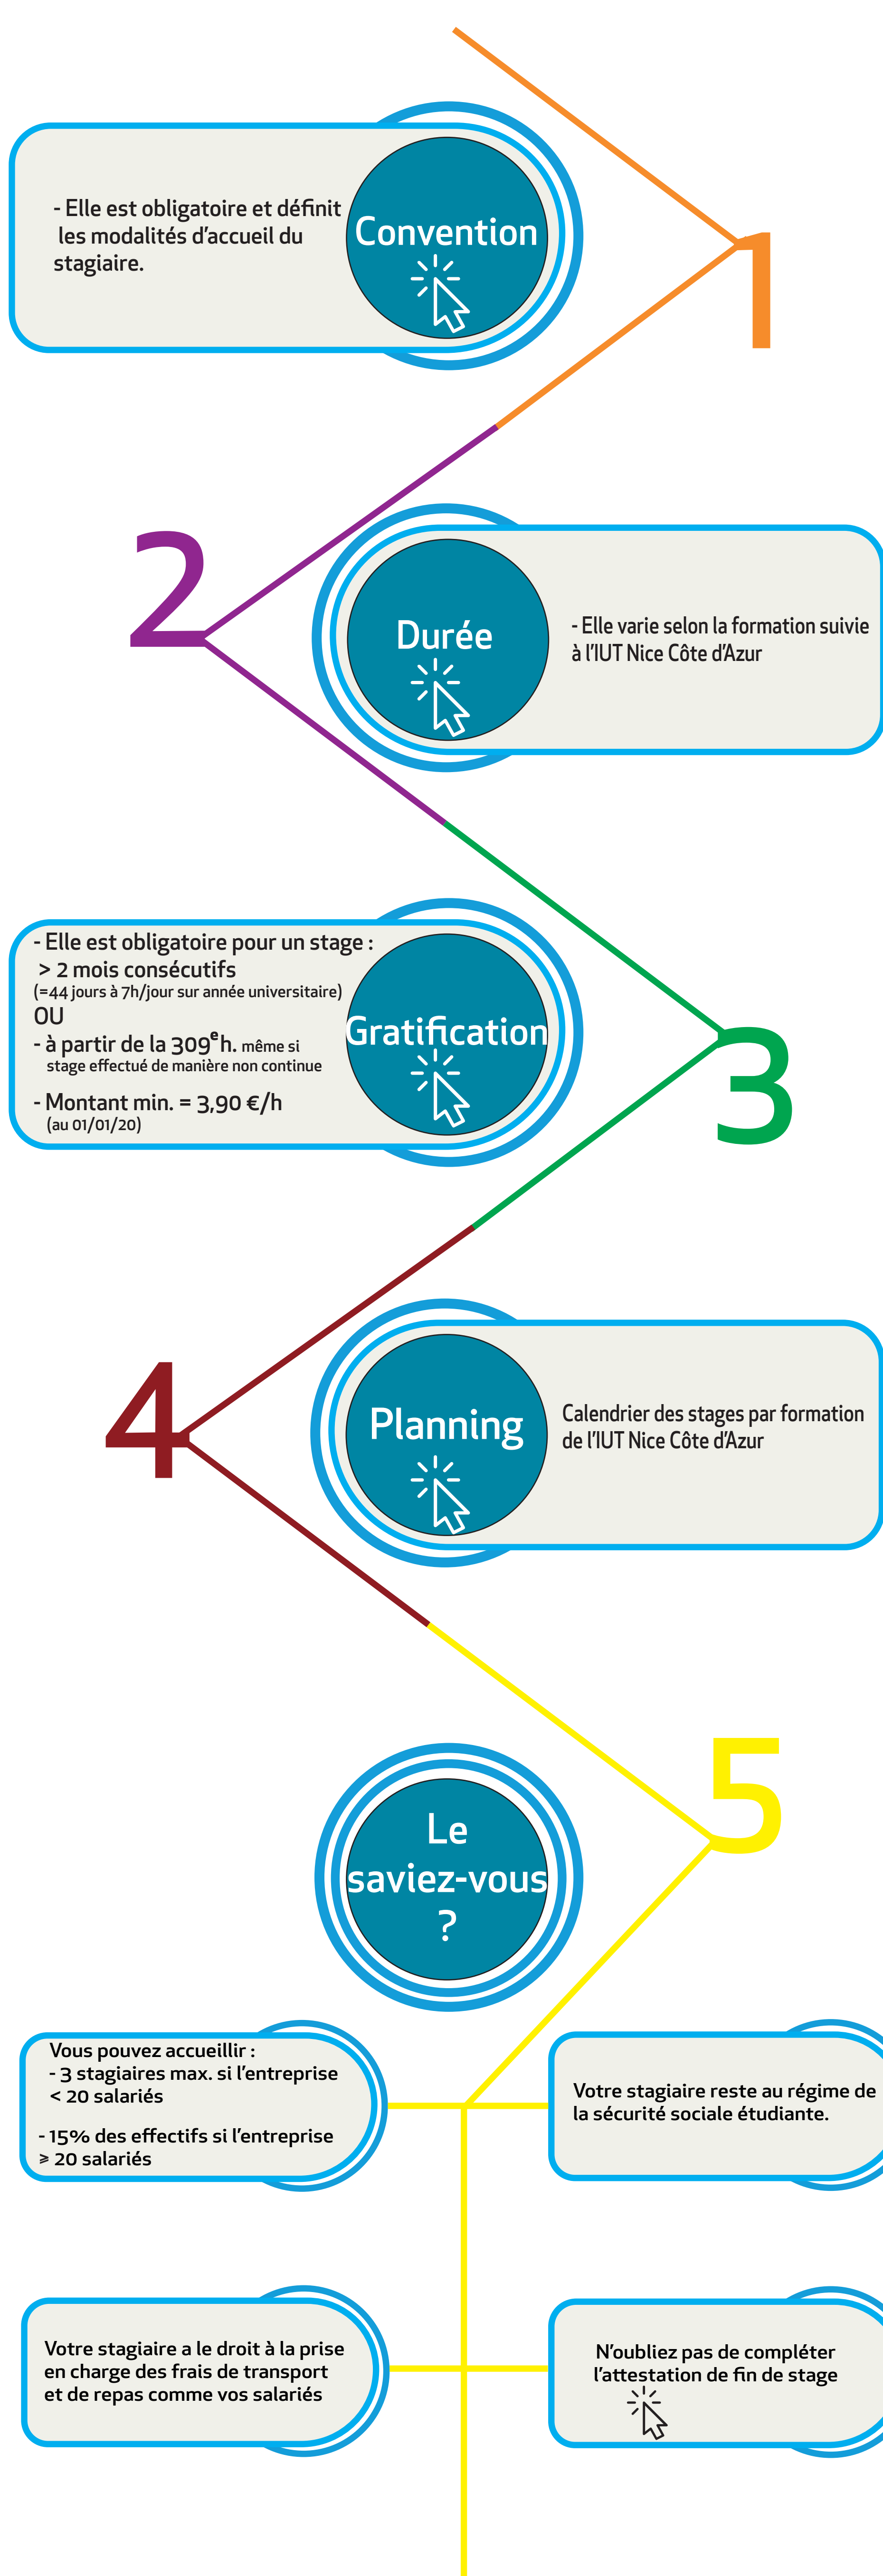 - Elle est obligatoire et définit
les modalités d'accueil du
stagiaire.
Convention
1
2
Durée
- Elle varie selon la formation suivie
à l'IUT Nice Côte d'Azur
- Elle est obligatoire pour un stage :
> 2 mois consécutifs
(=44 jours à 7h/jour sur année universitaire)
OU
- à partir de la 309e h. même si
stage effectué de manière non continue
- Montant min. = 3,90 €/h
(au 01/01/20)
Gratification
3
4
Planning
Calendrier des stages par formation
de l'IUT Nice Côte d'Azur
5
Le
saviez-vous
?
Vous pouvez accueillir :
- 3 stagiaires max. si l'entreprise
< 20 salariés
- 15% des effectifs si l'entreprise
⩾ 20 salariés
Votre stagiaire reste au régime de
la sécurité sociale étudiante.
Votre stagiaire a le droit à la prise
en charge des frais de transport
et de repas comme vos salariés
N'oubliez pas de compléter
l'attestation de fin de stage